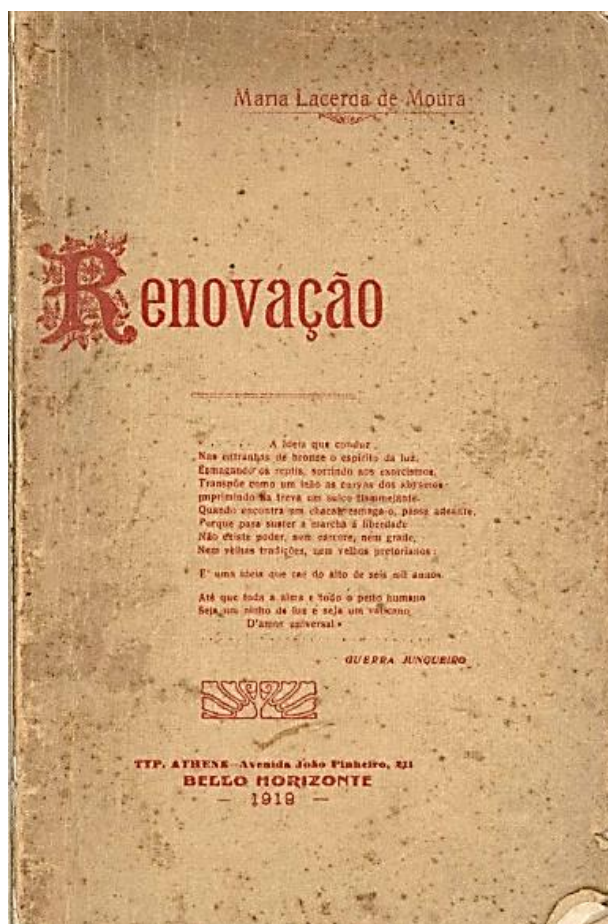 Maria Lacerda de Moura
Renovação
. . . . . . A ideia que conduz
Nas entranhas de bronze o espirito da luz,
Esmagando os reptis, sorrindo aos exorcismos,
Transpõe como um leão as curvas dos abysmos
imprimindo na treva um sulco flammejante.
Quando encontra um chacal esmaga-o, passa adeante,
Porque para suster a marcha á liberdade
Não existe poder, nem carcere, nem grade,
Nem velhas tradições, nem velhos pretorianos:
E' uma ideia que cae do alto de seis mil annos
Até que toda a alma e todo o peito humano
Seja um ninho de luz e seja um vaticano
D'amor universal.»
GUERRA JUNQUEIRO
TYP. ATHENE—Avenida João Pinheiro, 211
BELLO HORIZONTE
— 1919 —